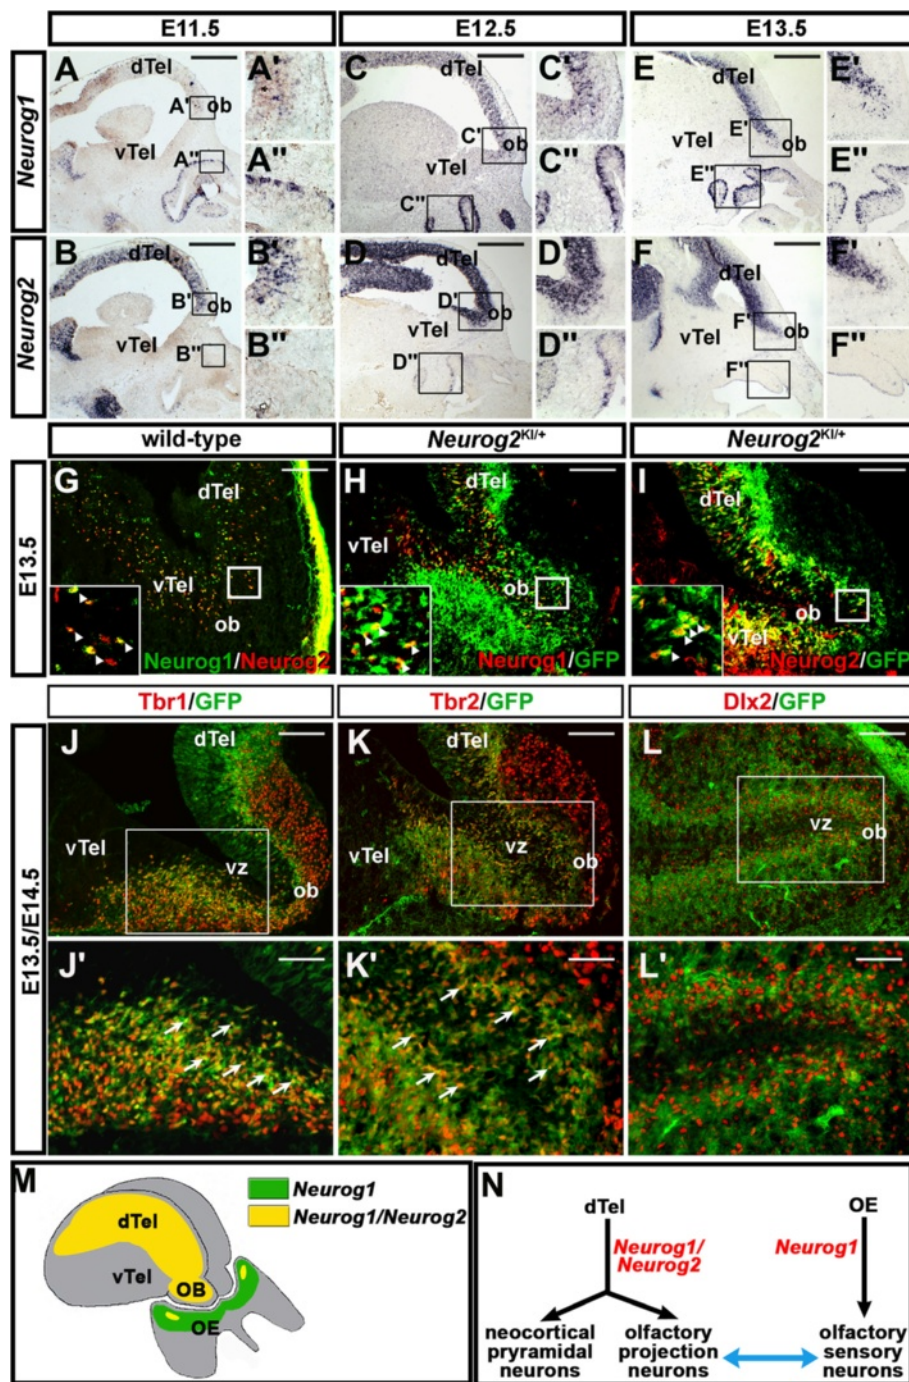 E11.5
E12.5
E13.5
Neurog1
A
dTel
A'
ob
vTel
A"
A'
A"
C
dTel
C'
ob
vTel
C"
C'
C"
E
dTel
E'
ob
vTel
E"
E'
E"
Neurog2
B
dTel
B'
ob
vTel
B"
B'
B"
D
dTel
D'
ob
vTel
D"
D'
D"
F
dTel
F'
ob
vTel
F"
F'
F"
wild-type
Neurog2KI/+
Neurog2KI/+
E13.5
G
dTel
vTel
ob
Neurog1/Neurog2
H
dTel
vTel
ob
Neurog1/GFP
I
dTel
ob
vTel
Neurog2/GFP
Tbr1/GFP
Tbr2/GFP
Dlx2/GFP
E13.5/E14.5
J
dTel
vTel
vz
ob
K
dTel
vTel
vz
ob
L
vz
ob
J'
K'
L'
M
Neurog1
Neurog1/Neurog2
dTel
vTel
OB
OE
N
dTel
OE
Neurog1/
Neurog2
Neurog1
neocortical
pryramidal
neurons
olfactory
projection
neurons
olfactory
sensory
neurons